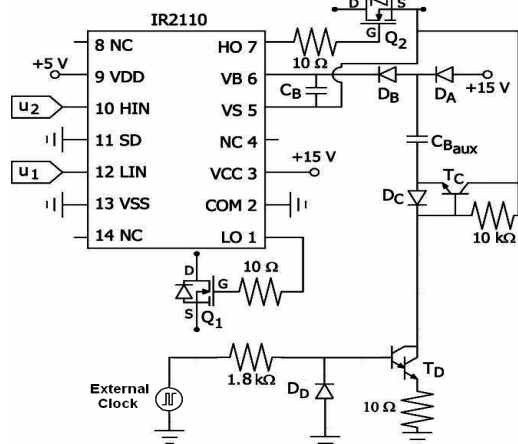 IR2110
D
S
G
Q2
8 NC
HO 7
10 Ω
+5 V
9 VDD
VB 6
DB
DA
+15 V
u2
10 HIN
VS 5
CB
11 SD
NC 4
CBaux
u1
12 LIN
VCC 3
+15 V
TC
DC
13 VSS
COM 2
10 kΩ
14 NC
LO 1
D
G
S
Q1
10 Ω
External
Clock
1.8 kΩ
DD
TD
10 Ω